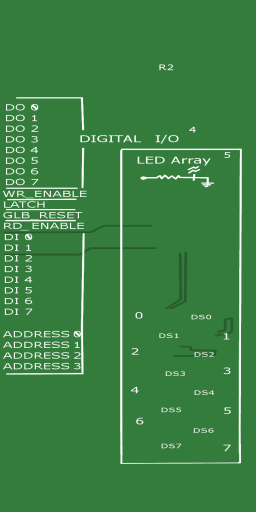 R2
DO 0
DO 1
DO 2
DO 3
DO 4
DO 5
DO 6
DO 7
WR_ENABLE
LATCH
GLB_RESET
RD_ENABLE
DI 0
DI 1
DI 2
DI 3
DI 4
DI 5
DI 6
DI 7
ADDRESS 0
ADDRESS 1
ADDRESS 2
ADDRESS 3
DIGITAL I/O
4
5
LED Array
0
DS0
DS1
1
2
DS2
DS3
3
4
DS4
DS5
5
6
DS6
DS7
7